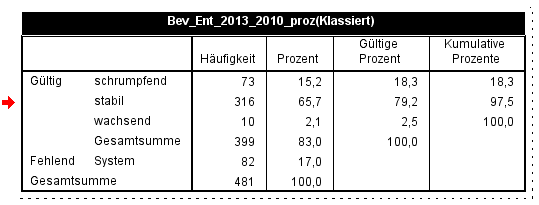 Bev_Ent_2013_2010_proz(Klassiert)
Häufigkeit Prozent Gültige Prozent Kumulative Prozente
Gültig schrumpfend 73 15,2 18,3 18,3
stabil 316 65,7 79,2 97,5
wachsend 10 2,1 2,5 100,0
Gesamtsumme 399 83,0 100,0
Fehlend System 82 17,0
Gesamtsumme 481 100,0